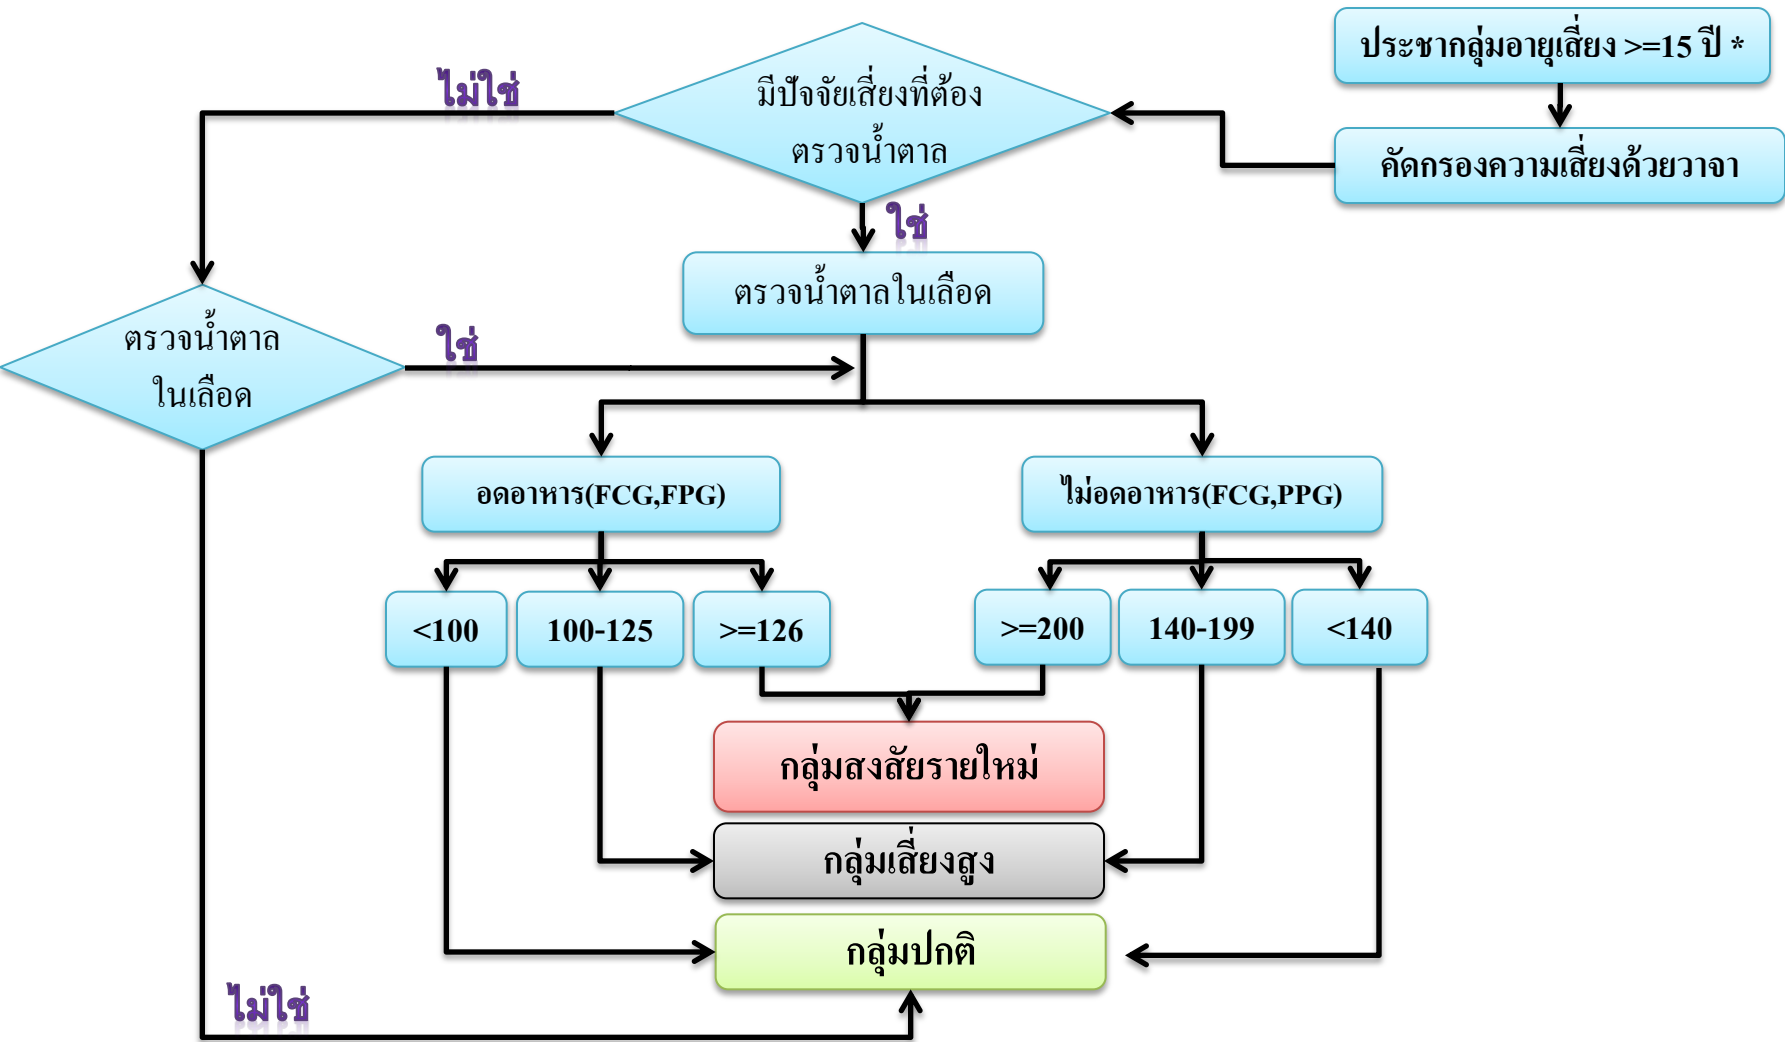 ประชากลุ่มอายุเสี่ยง >=15 ปี *
คัดกรองความเสี่ยงด้วยวาจา
มีปัจจัยเสี่ยงที่ต้อง
ตรวจน้ำตาล
ไม่ใช่
ใช่
ตรวจน้ำตาลในเลือด
ตรวจน้ำตาล
ในเลือด
ใช่
อดอาหาร(FCG,FPG)
ไม่อดอาหาร(FCG,PPG)
<100
100-125
>=126
>=200
140-199
<140
กลุ่มสงสัยรายใหม่
กลุ่มเสี่ยงสูง
กลุ่มปกติ
ไม่ใช่